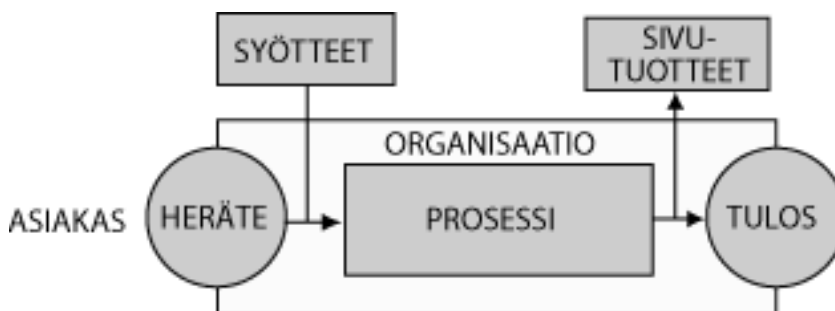 SYÖTTEET
SIVU-
TUOTTEET
ORGANISAATIO
ASIAKAS
HERÄTE
PROSESSI
TULOS